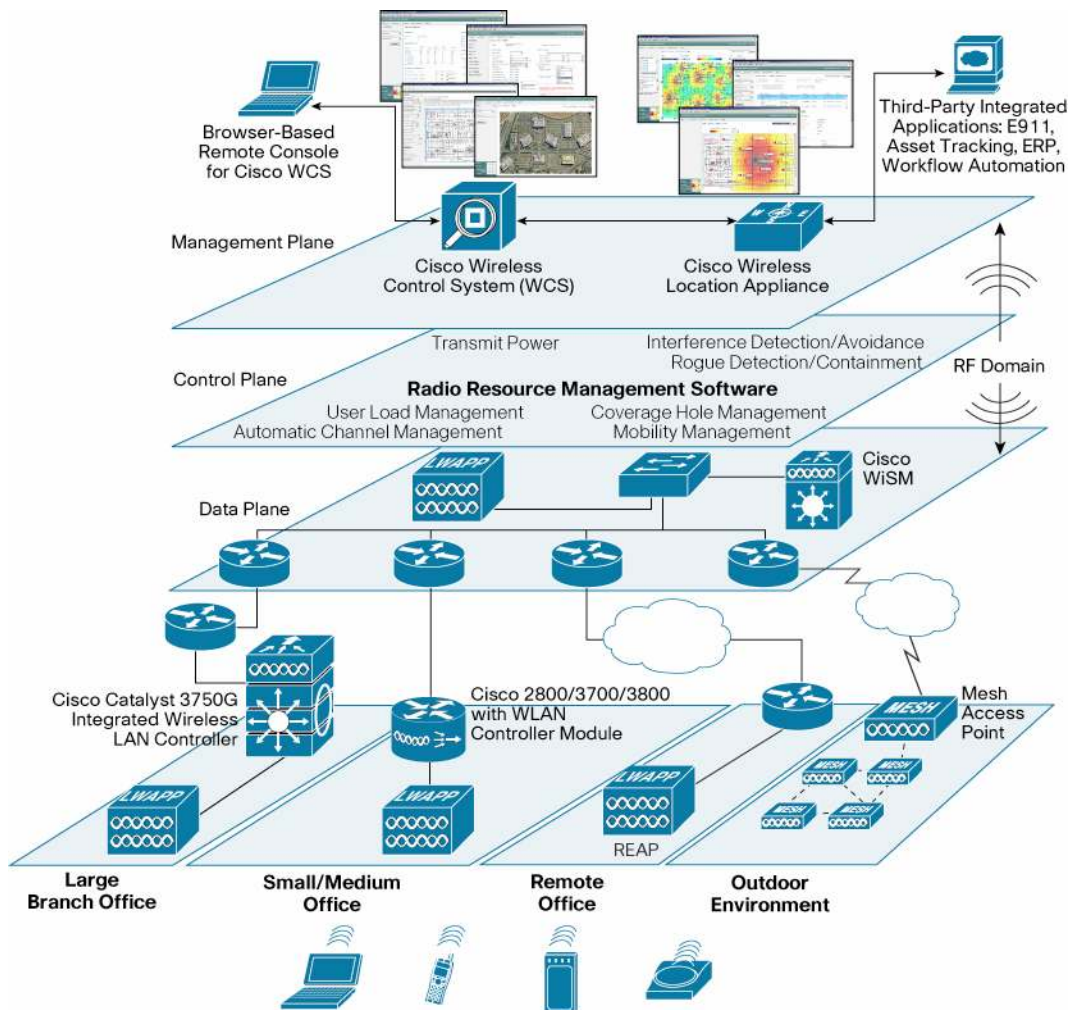 Browser-Based
Remote Console
for Cisco WCS
Third-Party Integrated
Applications: E911,
Asset Tracking, ERP,
Workflow Automation
Management Plane
Cisco Wireless
Control System (WCS)
Cisco Wireless
Location Appliance
Transmit Power
Interference Detection/Avoidance
Rogue Detection/Containment
Control Plane
Radio Resource Management Software
RF Domain
User Load Management
Coverage Hole Management
Automatic Channel Management
Mobility Management
LWAPP
Cisco
WiSM
Data Plane
Cisco Catalyst 3750G
Integrated Wireless
LAN Controller
Cisco 2800/3700/3800
with WLAN
Controller Module
MESH
Mesh
Access
Point
LWAPP
LWAPP
LWAPP
REAP
MESH
MESH
MESH
MESH
Large
Branch Office
Small/Medium
Office
Remote
Office
Outdoor
Environment